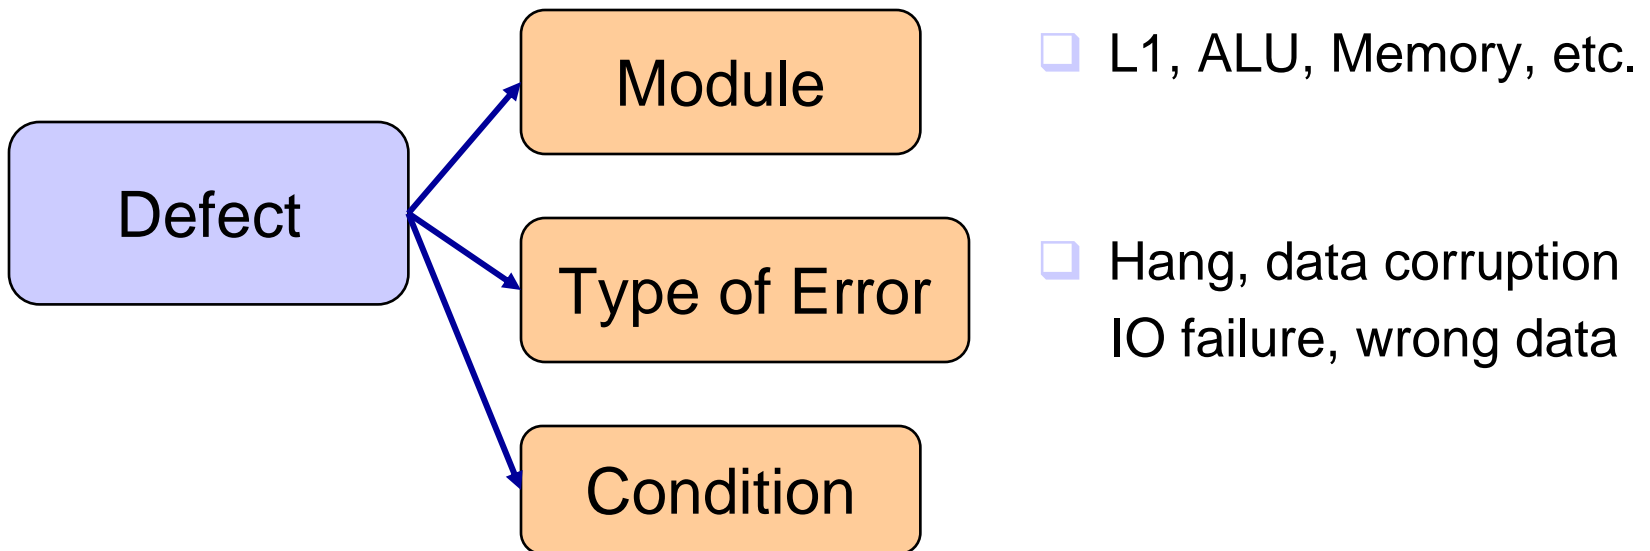 Module
L1, ALU, Memory, etc.
Defect
Type of Error
Hang, data corruption
IO failure, wrong data
Condition